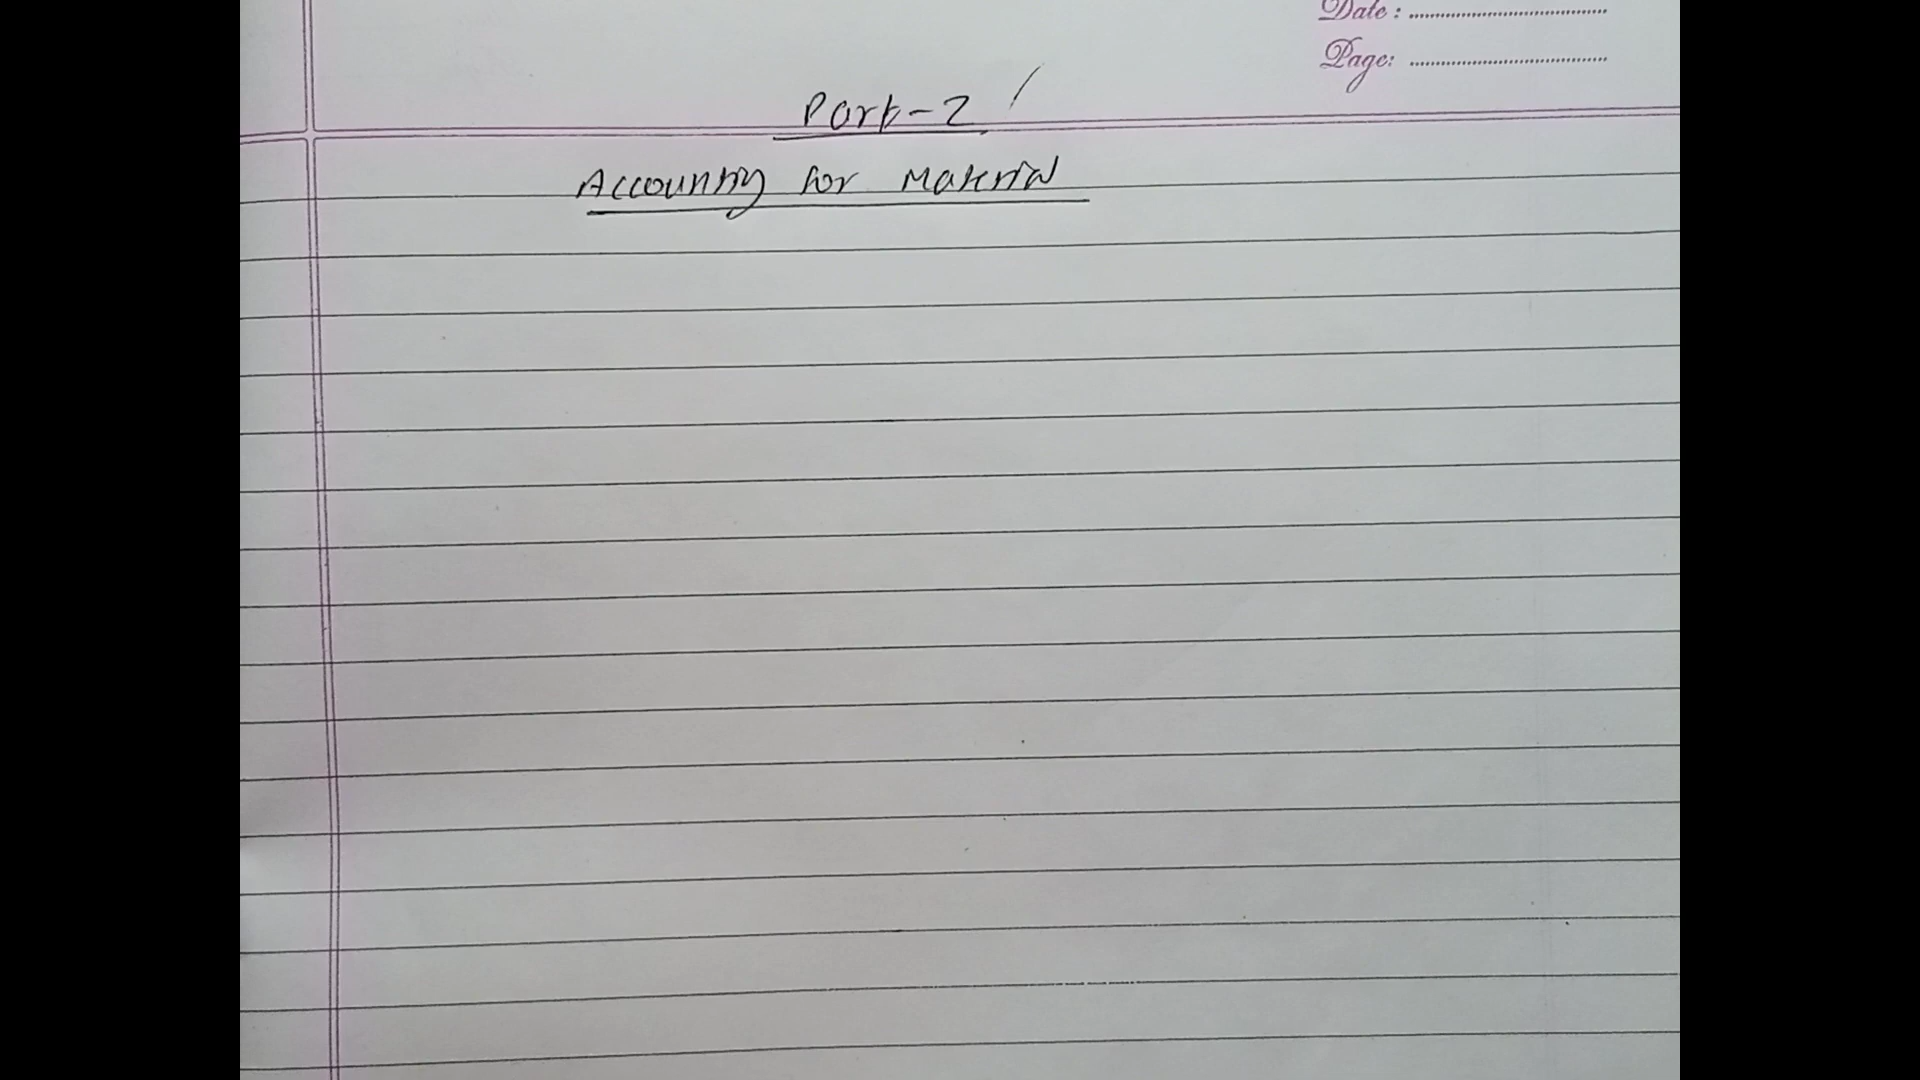 Date : ........................................
Page: ........................................
Part-2
Accounting for Material